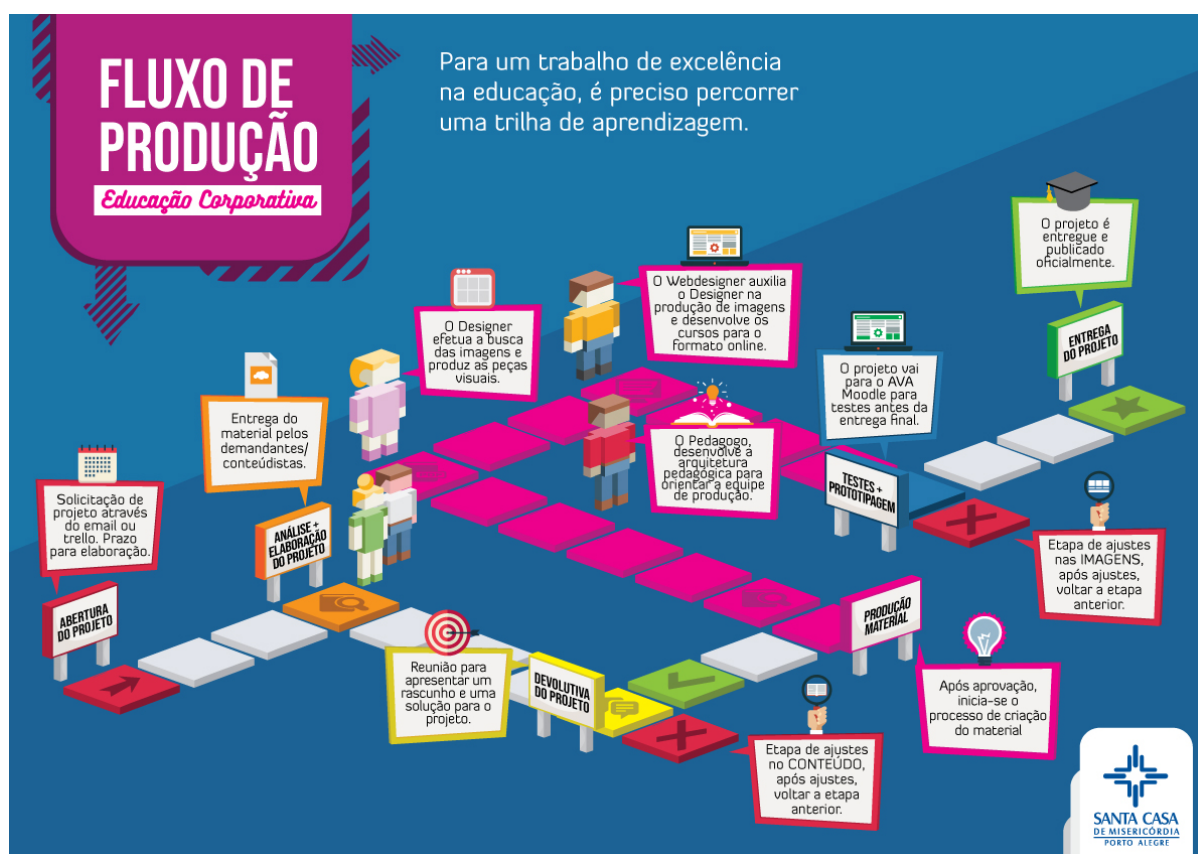 FLUXO DE
PRODUÇÃO
Educação Corporativa
Para um trabalho de excelência
na educação, é preciso percorrer
uma trilha de aprendizagem.
Solicitação de
projeto através
do email ou
trello. Prazo
para elaboração.
ABERTURA
DO PROJETO
Entrega do
material pelos
demandantes/
conteúdistas.
ANÁLISE +
ELABORAÇÃO
DO PROJETO
Reunião para
apresentar um
rascunho e uma
solução para o
projeto.
DEVOLUTIVA
DO PROJETO
Etapa de ajustes
no CONTEÚDO,
após ajustes,
voltar a etapa
anterior.
Após aprovação,
inicia-se o
processo de criação
do material
PRODUÇÃO
MATERIAL
O Pedagogo,
desenvolve a
arquitetura
pedagógica para
orientar a equipe
de produção.
O Designer
efetua a busca
das imagens e
produz as peças
visuais.
O Webdesigner auxilia
o Designer na
produção de imagens
e desenvolve os
cursos para o
formato online.
O projeto vai
para o AVA
Moodle para
testes antes da
entrega final.
TESTES +
PROTOTIPAGEM
Etapa de ajustes
nas IMAGENS,
após ajustes,
voltar a etapa
anterior.
O projeto é
entregue e
publicado
oficialmente.
ENTREGA
DO PROJETO
SANTA CASA
DE MISERICÓRDIA
PORTO ALEGRE